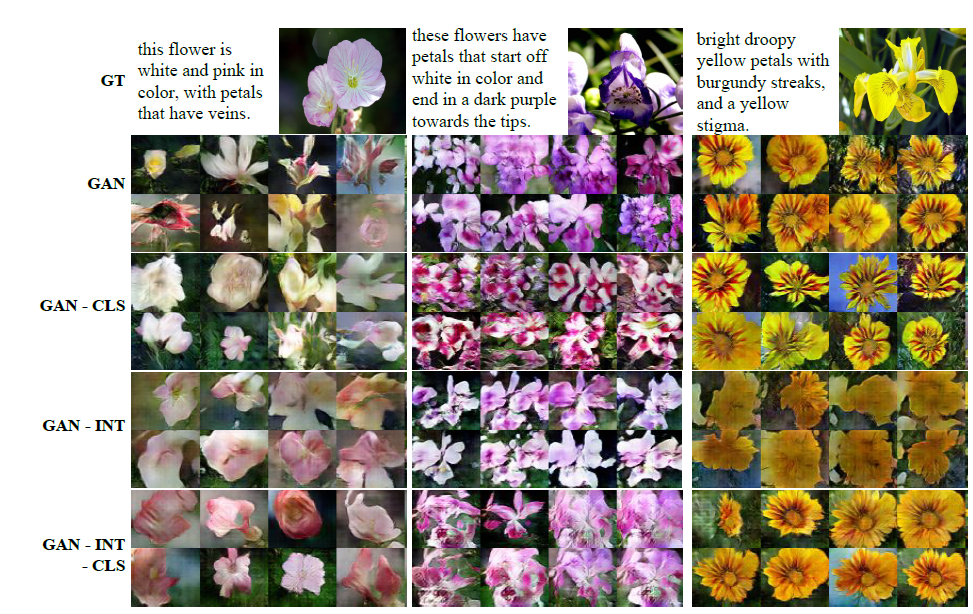 GT
this flower is
white and pink in
color, with petals
that have veins.
these flowers have
petals that start off
white in color and
end in a dark purple
towards the tips.
bright droopy
yellow petals with
burgundy streaks,
and a yellow
stigma.
GAN
GAN - CLS
GAN - INT
GAN - INT
- CLS